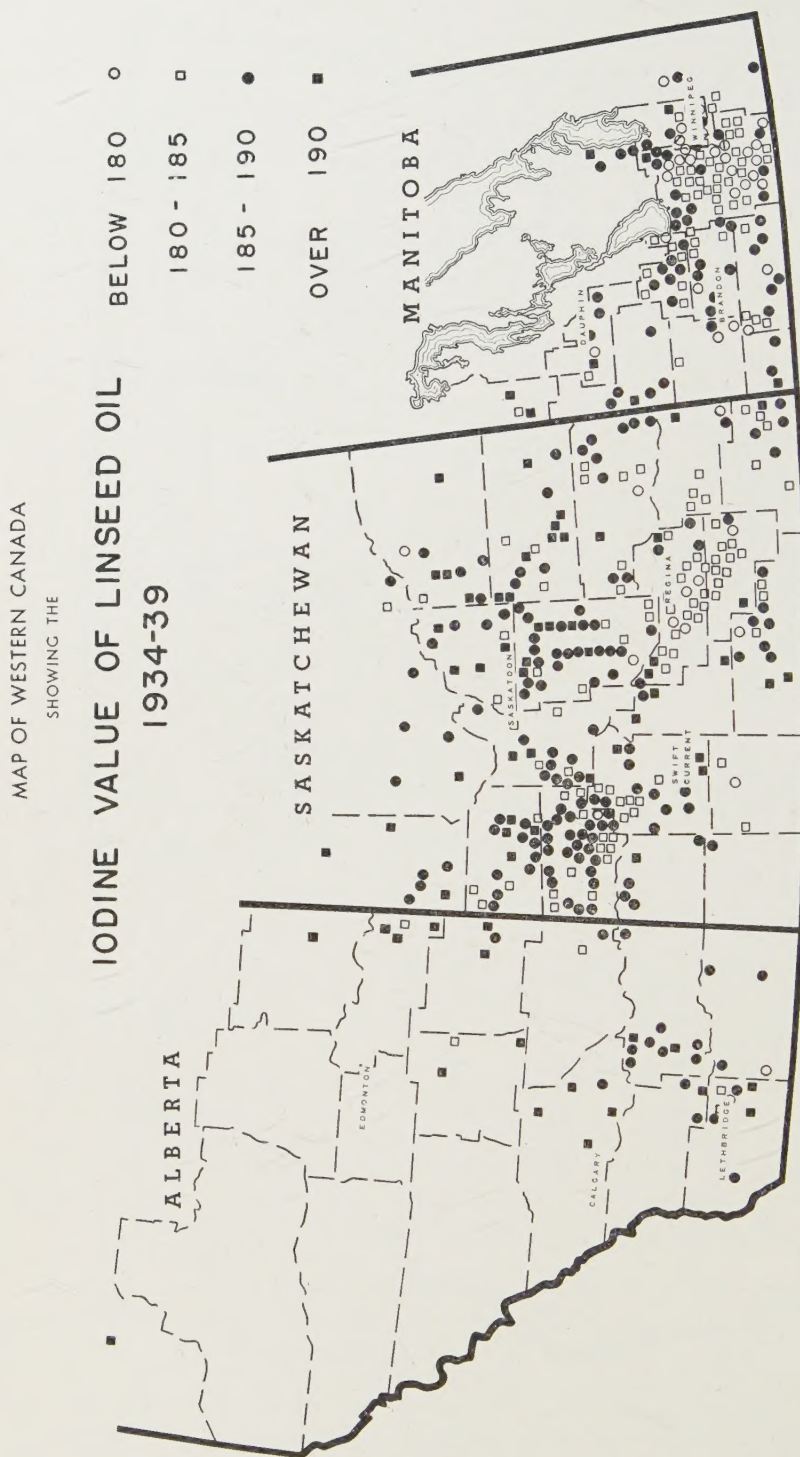 MAP OF WESTERN CANADA
SHOWING THE
IODINE VALUE OF LINSEED OIL
1934-39
BELOW 180
180 - 185
185 - 190
OVER 190
ALBERTA
SASKATCHEWAN
MANITOBA
EDMONTON
CALGARY
LETHBRIDGE
SASKATOON
SWIFT
CURRENT
REGINA
DAUPHIN
BRANDON
WINNIPEG